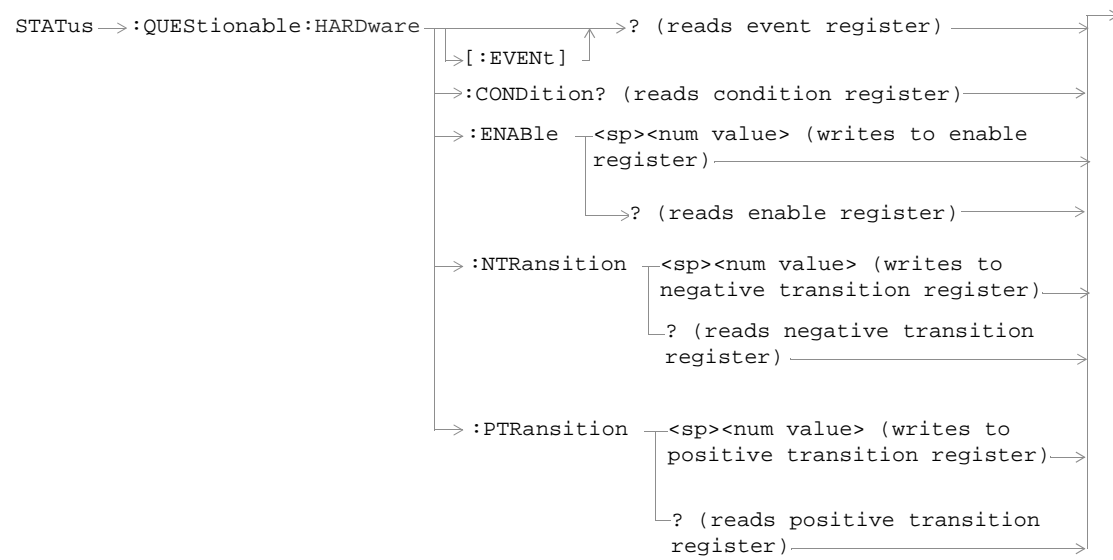 STATus :QUEStionable:HARDware ? (reads event register)
[:EVENt]
:CONDition? (reads condition register)
:ENABle <sp><num value> (writes to enable
register)
? (reads enable register)
:NTRansition <sp><num value> (writes to
negative transition register)
? (reads negative transition
register)
:PTRansition <sp><num value> (writes to
positive transition register)
? (reads positive transition
register)